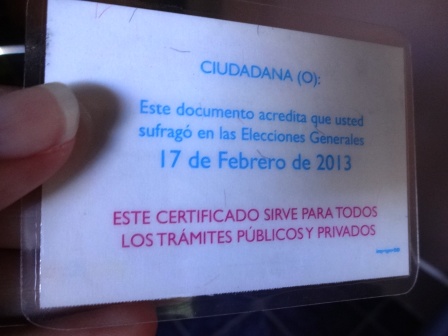 CIUDADANA (O):
Este documento acredita que usted
sufragó en las Elecciones Generales
17 de Febrero de 2013
ESTE CERTIFICADO SIRVE PARA TODOS
LOS TRÁMITES PÚBLICOS Y PRIVADOS